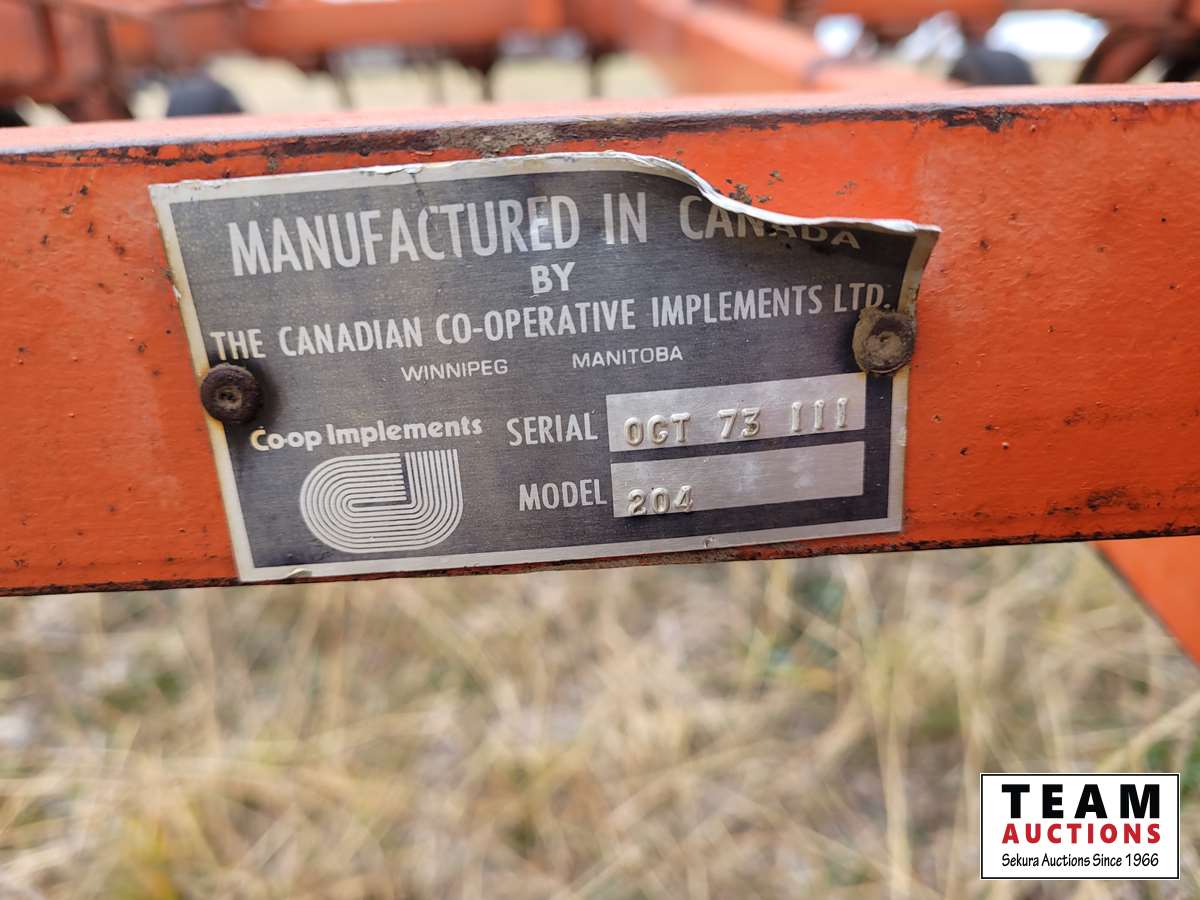 MANUFACTURED IN CANADA
BY
THE CANADIAN CO-OPERATIVE IMPLEMENTS LTD.
WINNIPEG MANITOBA
Co-op Implements
SERIAL OCT 73 111
MODEL 204
TEAM
AUCTIONS
Sekura Auctions Since 1966